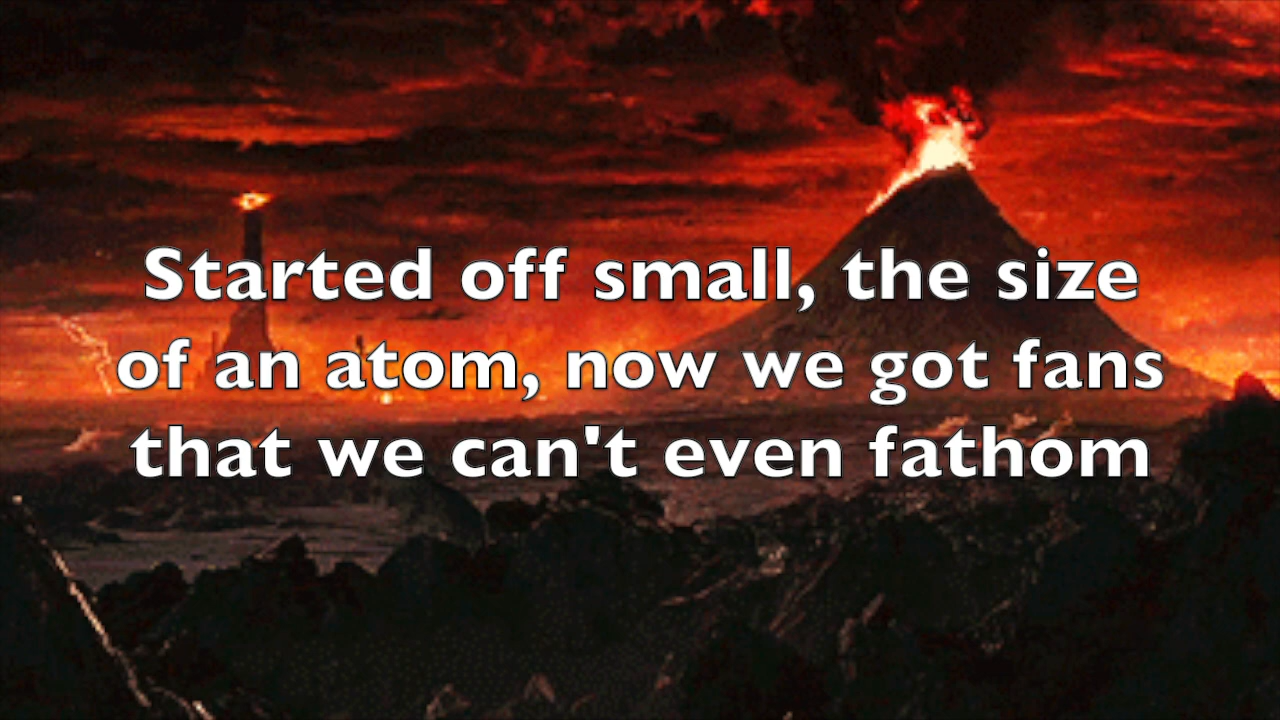 Started off small, the size
of an atom, now we got fans
that we can't even fathom